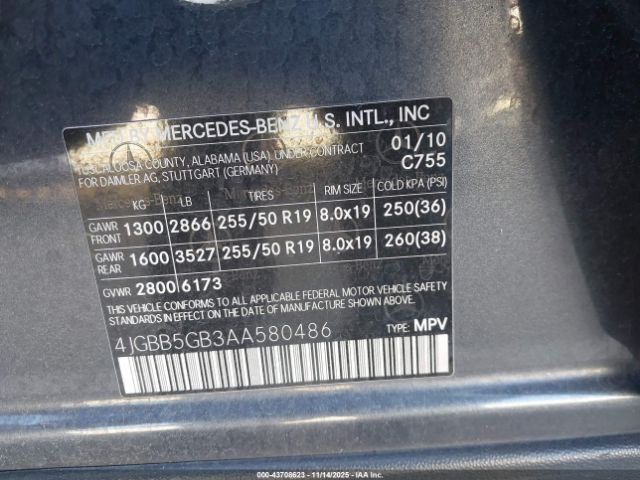 MFD BY MERCEDES-BENZ U.S. INTL., INC
TUSCALOOSA COUNTY, ALABAMA (USA) UNDER CONTRACT 01/10
FOR DAIMLER AG, STUTTGART (GERMANY) C755
KG LB TIRES RIM SIZE COLD KPA (PSI)
GAWR FRONT 1300 2866 255/50 R19 8.0x19 250(36)
GAWR REAR 1600 3527 255/50 R19 8.0x19 260(38)
GVWR 2800 6173
THIS VEHICLE CONFORMS TO ALL APPLICABLE FEDERAL MOTOR VEHICLE SAFETY
STANDARDS IN EFFECT ON THE DATE OF MANUFACTURE SHOWN ABOVE
4JGBB5GB3AA580486 TYPE: MPV
000-43708623 - 11/14/2025 - IAAI.com